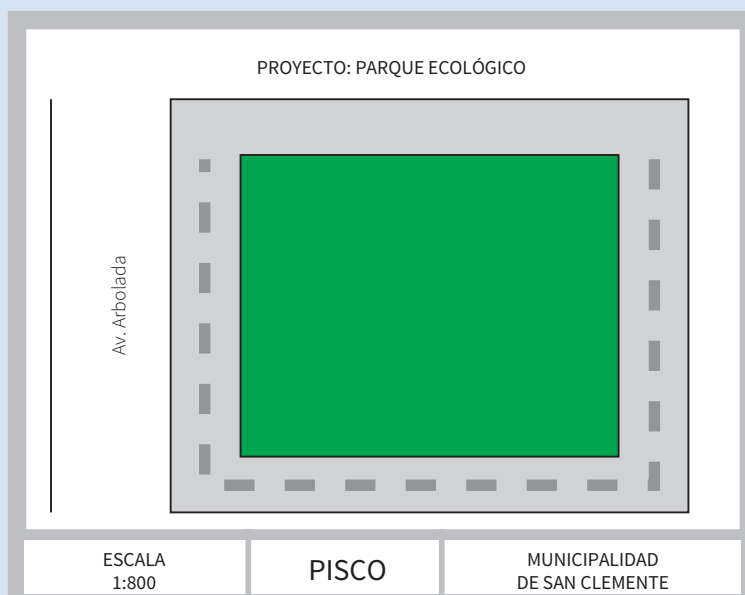 PROYECTO: PARQUE ECOLÓGICO
Av. Arbolada
ESCALA
1:800
PISCO
MUNICIPALIDAD
DE SAN CLEMENTE